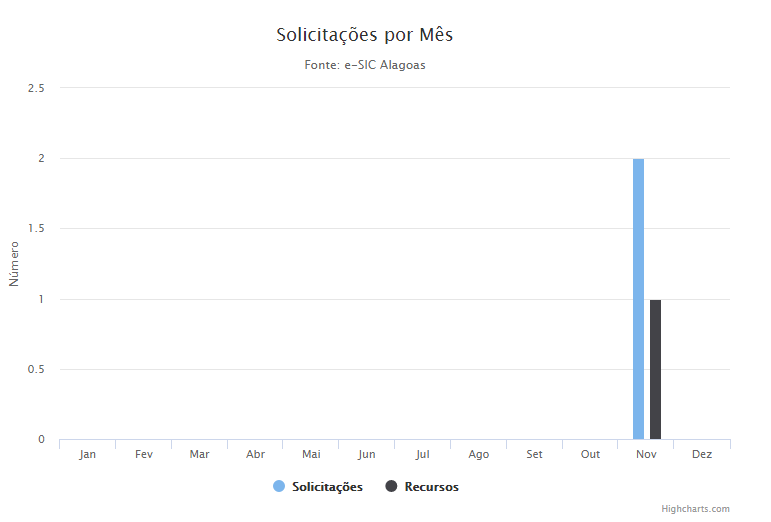 Solicitações por Mês
Fonte: e-SIC Alagoas
Número
2.5
2
1.5
1
0.5
0
Jan Fev Mar Abr Mai Jun Jul Ago Set Out Nov Dez
Solicitações Recursos
Highcharts.com